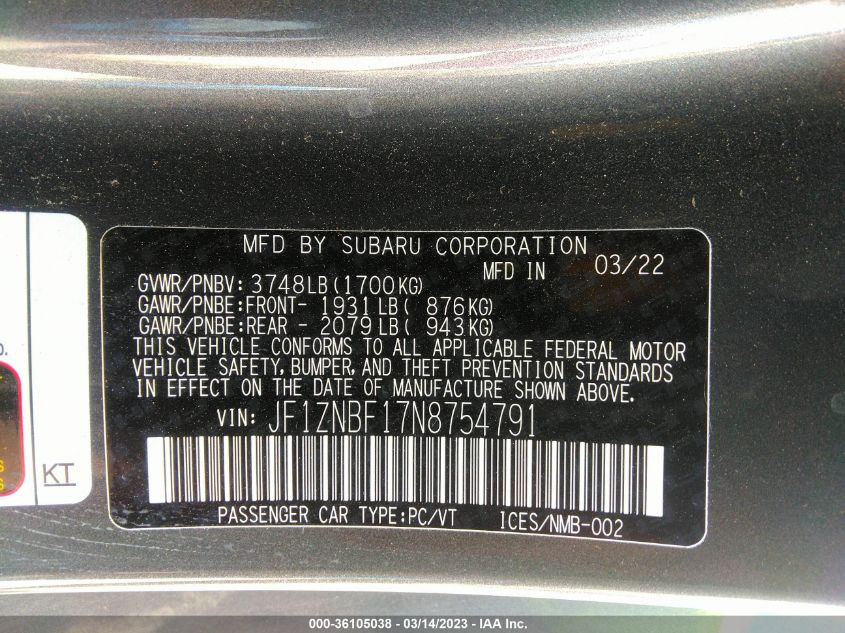 MFD BY SUBARU CORPORATION
MFD IN 03/22
GVWR/PNBV: 3748LB(1700KG)
GAWR/PNBE:FRONT- 1931LB( 876KG)
GAWR/PNBE:REAR - 2079LB( 943KG)
THIS VEHICLE CONFORMS TO ALL APPLICABLE FEDERAL MOTOR
VEHICLE SAFETY, BUMPER, AND THEFT PREVENTION STANDARDS
IN EFFECT ON THE DATE OF MANUFACTURE SHOWN ABOVE.
VIN: JF1ZNBF17N8754791
PASSENGER CAR TYPE:PC/VT ICES/NMB-002
KT
000-36105038 - 03/14/2023 - IAA Inc.